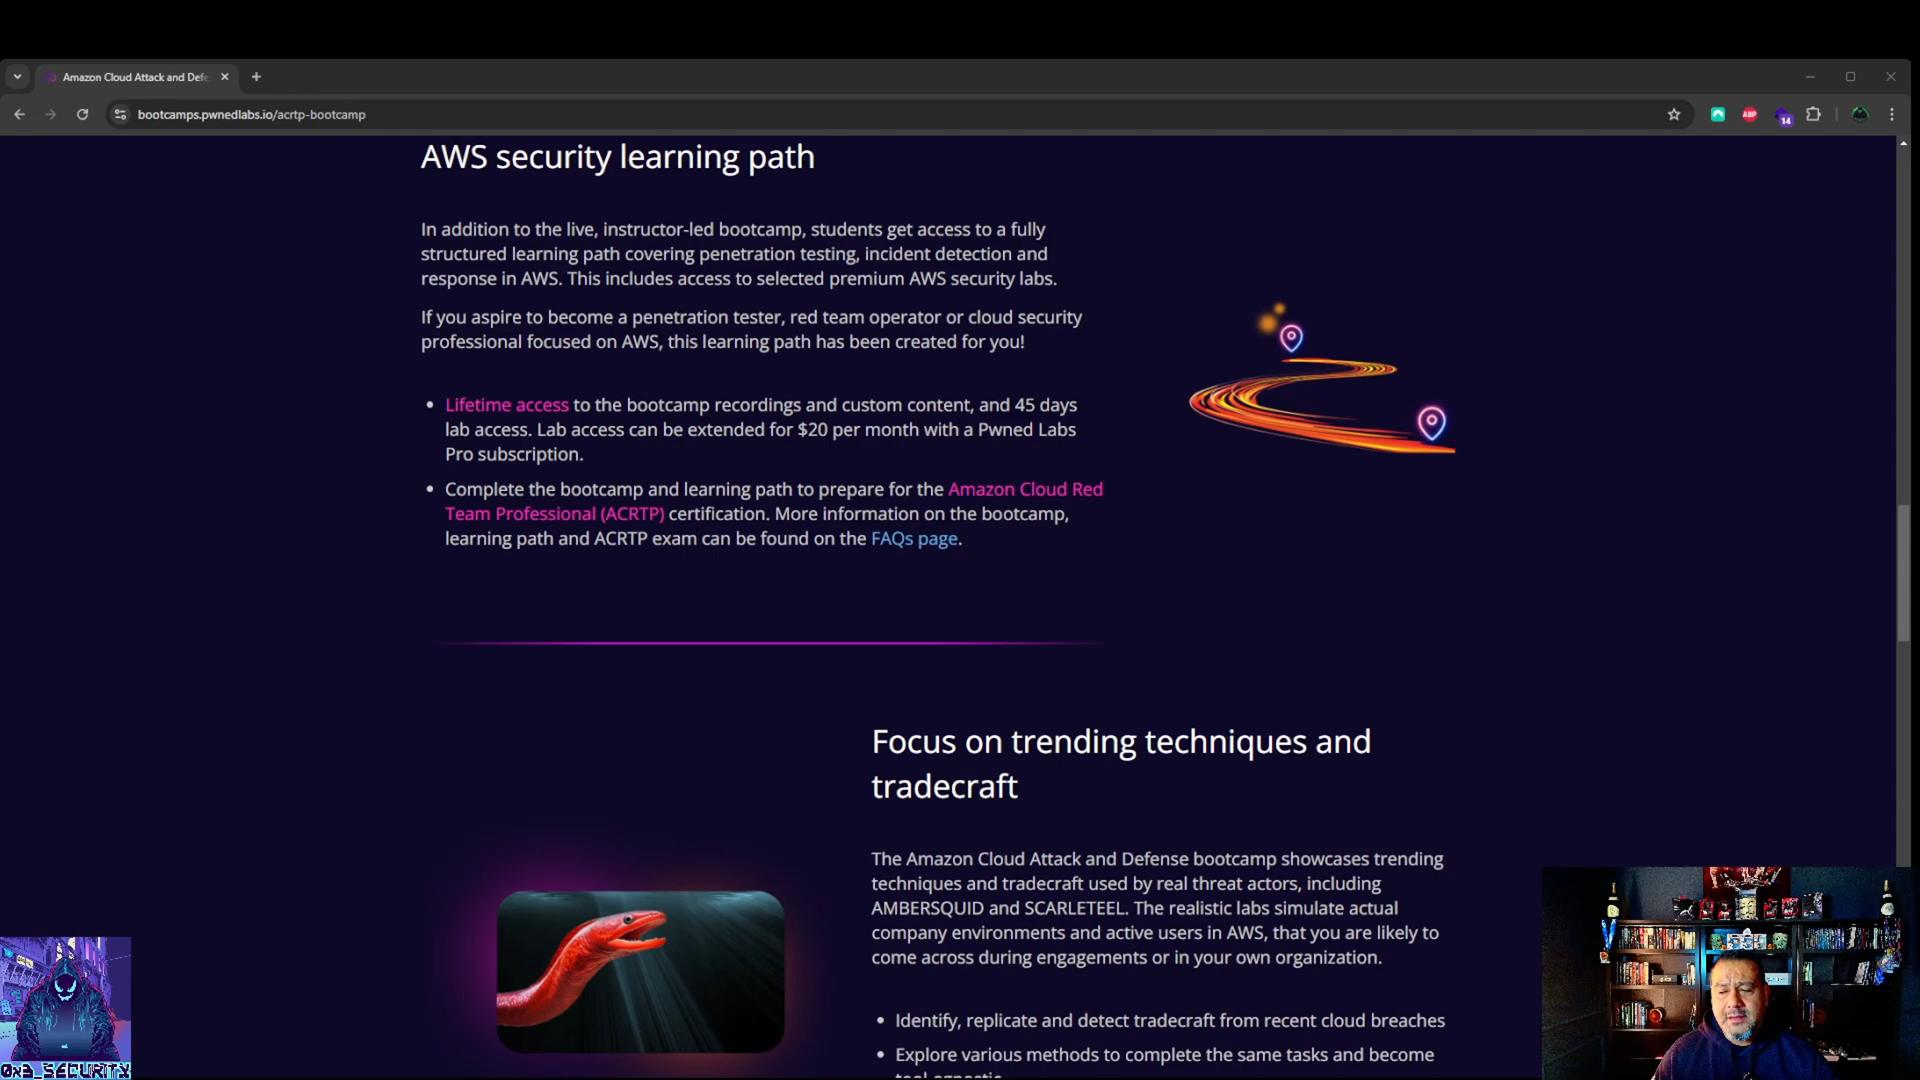 Amazon Cloud Attack and Defe
bootcamps.pwnedlabs.io/acrtp-bootcamp
ABP
14
AWS security learning path
In addition to the live, instructor-led bootcamp, students get access to a fully
structured learning path covering penetration testing, incident detection and
response in AWS. This includes access to selected premium AWS security labs.
If you aspire to become a penetration tester, red team operator or cloud security
professional focused on AWS, this learning path has been created for you!
• Lifetime access to the bootcamp recordings and custom content, and 45 days
lab access. Lab access can be extended for $20 per month with a Pwned Labs
Pro subscription.
• Complete the bootcamp and learning path to prepare for the Amazon Cloud Red
Team Professional (ACRTP) certification. More information on the bootcamp,
learning path and ACRTP exam can be found on the FAQs page.
Focus on trending techniques and
tradecraft
The Amazon Cloud Attack and Defense bootcamp showcases trending
techniques and tradecraft used by real threat actors, including
AMBERSQUID and SCARLETEEL. The realistic labs simulate actual
company environments and active users in AWS, that you are likely to
come across during engagements or in your own organization.
• Identify, replicate and detect tradecraft from recent cloud breaches
• Explore various methods to complete the same tasks and become
tool agnostic
0x3_SECURITY